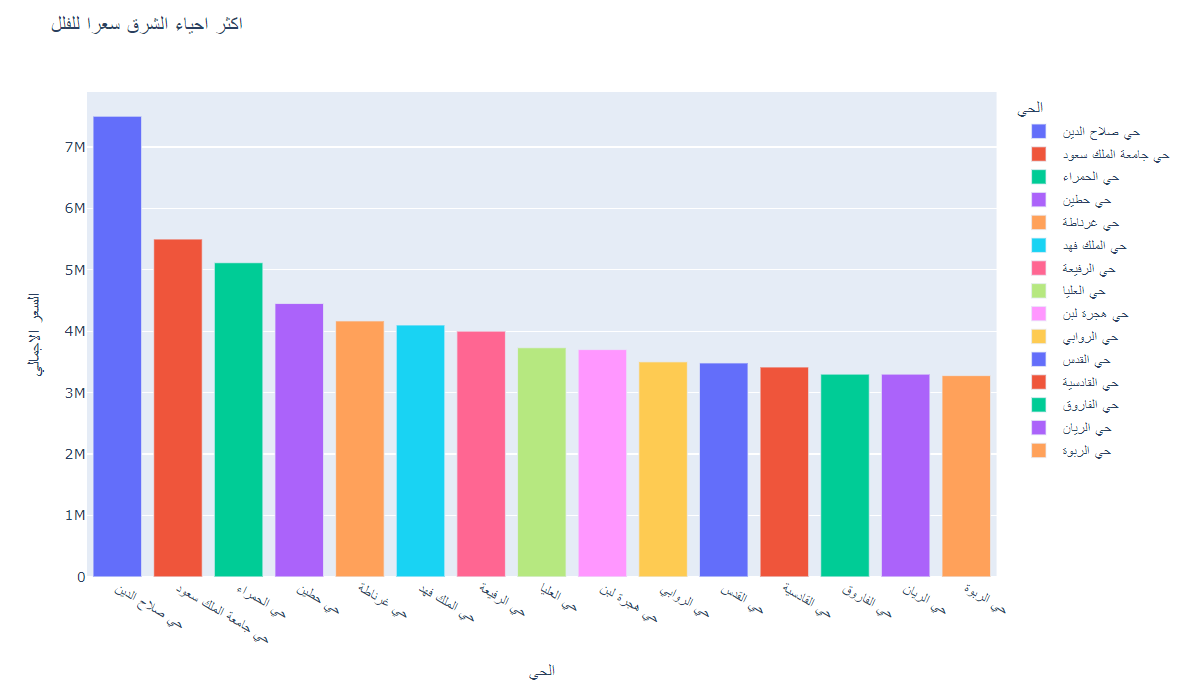 اكثر احياء الشرق سعرا للفلل
السعر الاجمالي
7M
6M
5M
4M
3M
2M
1M
0
حي صلاح الدين
حي جامعة الملك سعود
حي الحمراء
حي حطين
حي غرناطة
حي الملك فهد
حي الرفيعة
حي العليا
حي هجرة لبن
حي الروابي
حي القدس
حي القادسية
حي الفاروق
حي الريان
حي الربوة
الحي
الحي
حي صلاح الدين
حي جامعة الملك سعود
حي الحمراء
حي حطين
حي غرناطة
حي الملك فهد
حي الرفيعة
حي العليا
حي هجرة لبن
حي الروابي
حي القدس
حي القادسية
حي الفاروق
حي الريان
حي الربوة